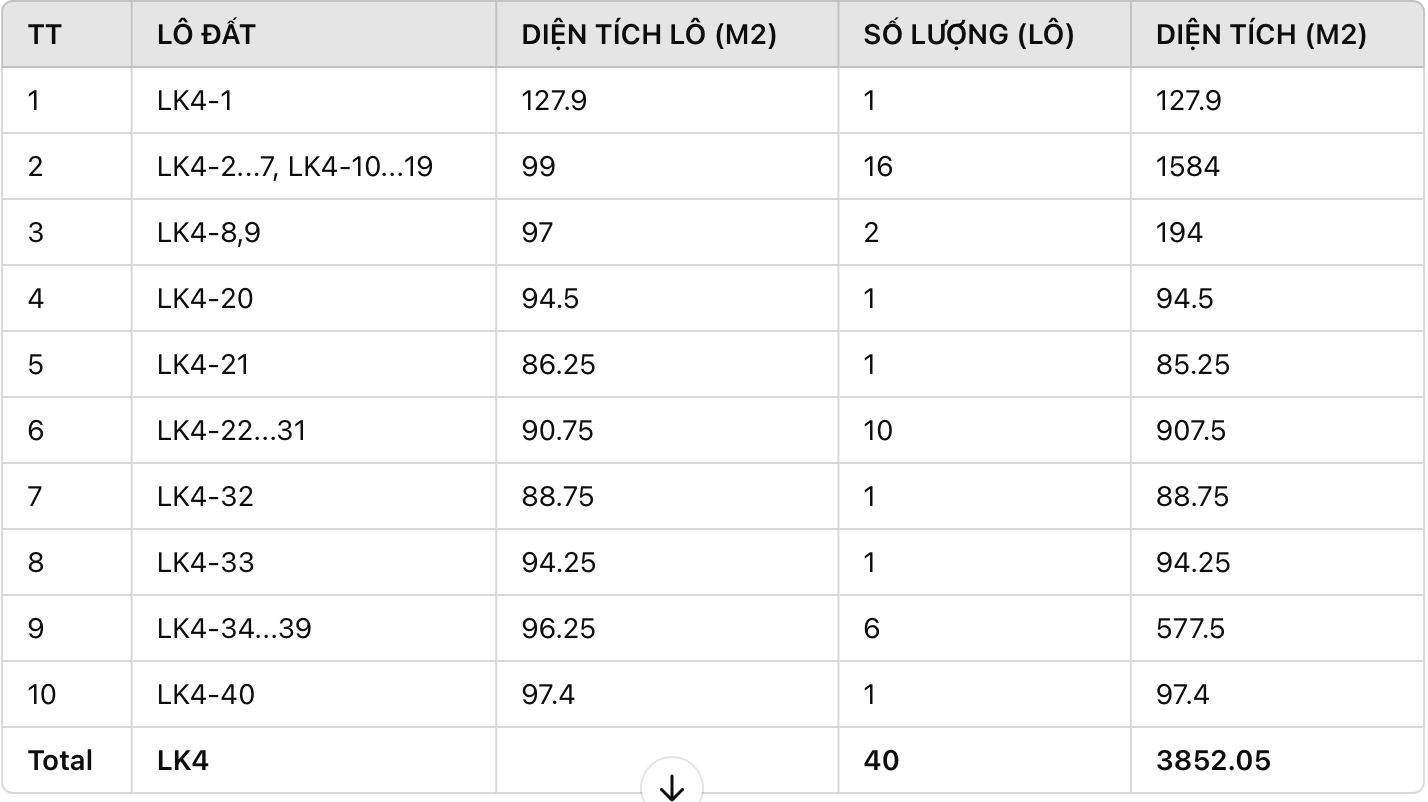 TT LÔ ĐẤT DIỆN TÍCH LÔ (M2) SỐ LƯỢNG (LÔ) DIỆN TÍCH (M2)
1 LK4-1 127.9 1 127.9
2 LK4-2...7, LK4-10...19 99 16 1584
3 LK4-8,9 97 2 194
4 LK4-20 94.5 1 94.5
5 LK4-21 86.25 1 85.25
6 LK4-22...31 90.75 10 907.5
7 LK4-32 88.75 1 88.75
8 LK4-33 94.25 1 94.25
9 LK4-34...39 96.25 6 577.5
10 LK4-40 97.4 1 97.4
Total LK4 40 3852.05